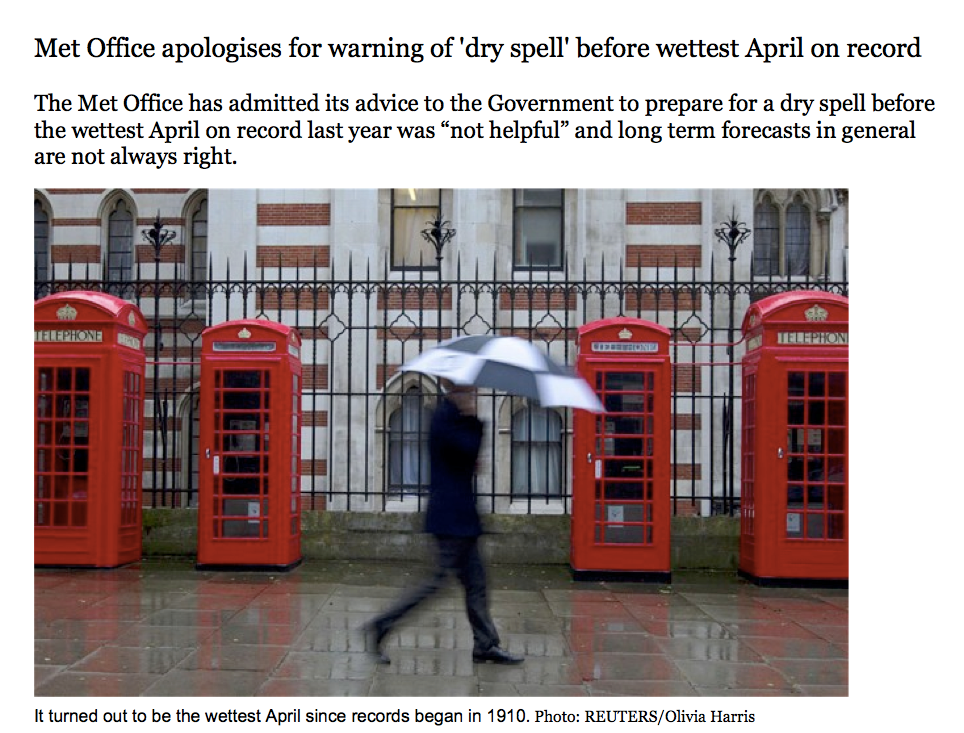 Met Office apologises for warning of 'dry spell' before wettest April on record
The Met Office has admitted its advice to the Government to prepare for a dry spell before
the wettest April on record last year was “not helpful” and long term forecasts in general
are not always right.
TELEPHONE
TELEPHON
It turned out to be the wettest April since records began in 1910. Photo: REUTERS/Olivia Harris